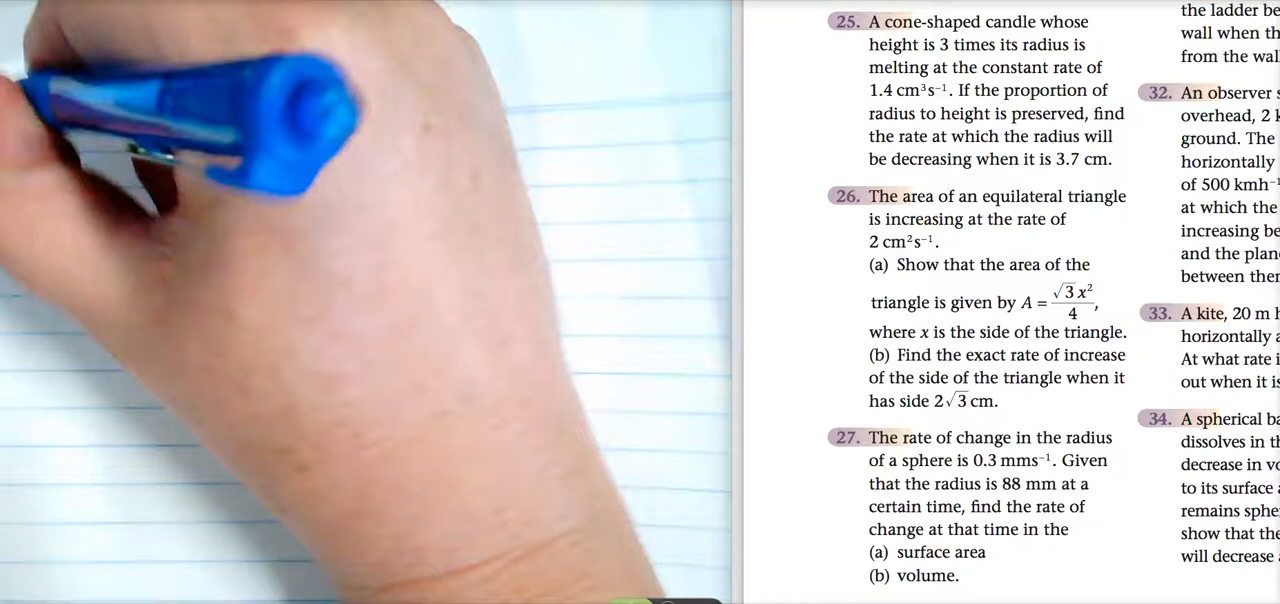 25. A cone-shaped candle whose
height is 3 times its radius is
melting at the constant rate of
1.4 cm³s⁻¹. If the proportion of
radius to height is preserved, find
the rate at which the radius will
be decreasing when it is 3.7 cm.
26. The area of an equilateral triangle
is increasing at the rate of
2 cm²s⁻¹.
(a) Show that the area of the
triangle is given by A = √3x²/4,
where x is the side of the triangle.
(b) Find the exact rate of increase
of the side of the triangle when it
has side 2√3 cm.
27. The rate of change in the radius
of a sphere is 0.3 mms⁻¹. Given
that the radius is 88 mm at a
certain time, find the rate of
change at that time in the
(a) surface area
(b) volume.
the ladder be
wall when th
from the wal
32. An observer s
overhead, 2 k
ground. The
horizontally
of 500 kmh⁻¹
at which the
increasing be
and the plan
between ther
33. A kite, 20 m h
horizontally a
At what rate i
out when it is
34. A spherical ba
dissolves in th
decrease in vo
to its surface a
remains sphe
show that the
will decrease a